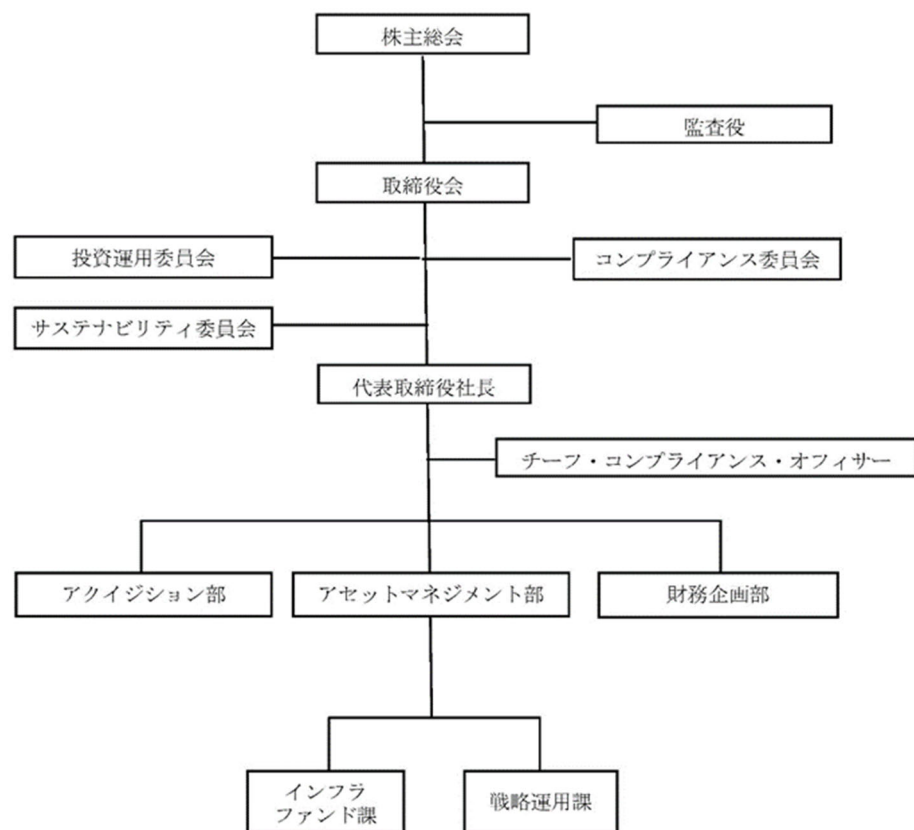 株主総会
監査役
取締役会
投資運用委員会
コンプライアンス委員会
サステナビリティ委員会
代表取締役社長
チーフ・コンプライアンス・オフィサー
アクイジション部
アセットマネジメント部
財務企画部
インフラ
ファンド課
戦略運用課